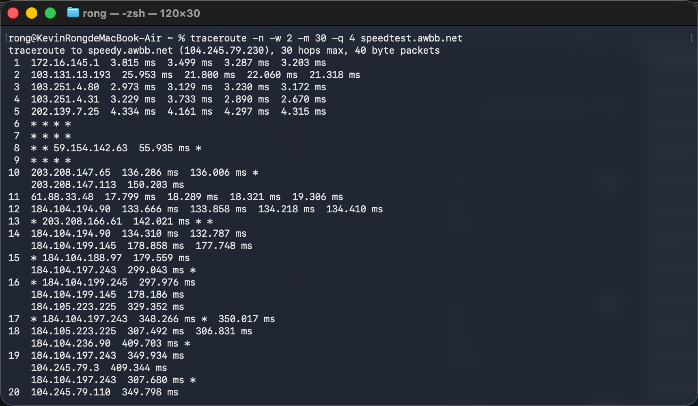 rong — -zsh — 120×30
rong@KevinRongdeMacBook-Air ~ % traceroute -n -w 2 -m 30 -q 4 speedtest.awbb.net
traceroute to speedy.awbb.net (104.245.79.230), 30 hops max, 40 byte packets
1 172.16.145.1 3.815 ms 3.499 ms 3.287 ms 3.203 ms
2 103.131.13.193 25.953 ms 21.800 ms 22.060 ms 21.318 ms
3 103.251.4.80 2.973 ms 3.129 ms 3.230 ms 3.172 ms
4 103.251.4.31 3.229 ms 3.733 ms 2.890 ms 2.670 ms
5 202.139.7.25 4.334 ms 4.161 ms 4.297 ms 4.315 ms
6 * * * *
7 * * * *
8 * * 59.154.142.63 55.935 ms *
9 * * * *
10 203.208.147.65 136.286 ms 136.006 ms *
203.208.147.113 150.203 ms
11 61.88.33.48 17.799 ms 18.289 ms 18.321 ms 19.306 ms
12 184.104.194.90 133.666 ms 133.858 ms 134.218 ms 134.410 ms
13 * 203.208.166.61 142.021 ms * *
14 184.104.194.90 134.310 ms 132.787 ms
184.104.199.145 178.858 ms 177.748 ms
15 * 184.104.188.97 179.559 ms
184.104.197.243 299.043 ms *
16 * 184.104.199.245 297.976 ms
184.104.199.145 178.186 ms
184.105.223.225 329.352 ms
17 * 184.104.197.243 348.266 ms * 350.017 ms
18 184.105.223.225 307.492 ms 306.831 ms
184.104.236.90 409.703 ms *
19 184.104.197.243 349.934 ms
104.245.79.3 409.344 ms
184.104.197.243 307.680 ms *
20 104.245.79.110 349.798 ms